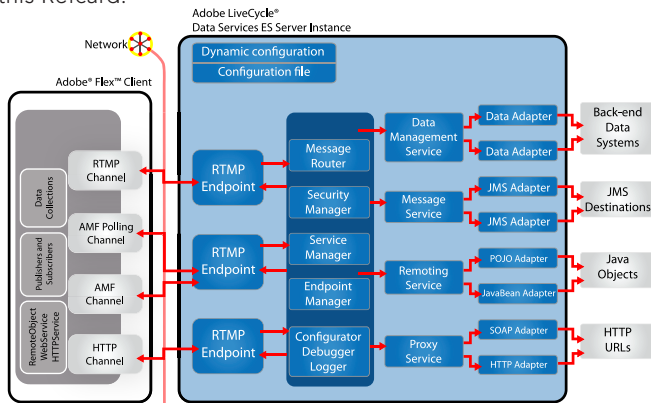 this Refcard.
Adobe LiveCycle®
Data Services ES Server Instance
Network
Dynamic configuration
Configuration file
Adobe® Flex™ Client
Data
Collections
Publishers and
Subscribers
RemoteObject
WebService
HTTPService
RTMP
Channel
AMF Polling
Channel
AMF
Channel
HTTP
Channel
RTMP
Endpoint
RTMP
Endpoint
RTMP
Endpoint
Message
Router
Security
Manager
Service
Manager
Endpoint
Manager
Configurator
Debugger
Logger
Data
Management
Service
Message
Service
Remoting
Service
Proxy
Service
Data Adapter
Data Adapter
JMS Adapter
JMS Adapter
POJO Adapter
JavaBean Adapter
SOAP Adapter
HTTP Adapter
Back-end
Data
Systems
JMS
Destinations
Java
Objects
HTTP
URLs